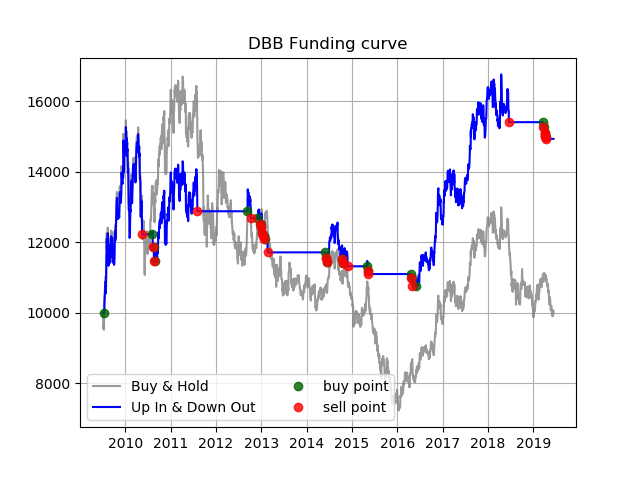 DBB Funding curve
16000
14000
12000
10000
8000
Buy & Hold
Up In & Down Out
buy point
sell point
2010 2011 2012 2013 2014 2015 2016 2017 2018 2019